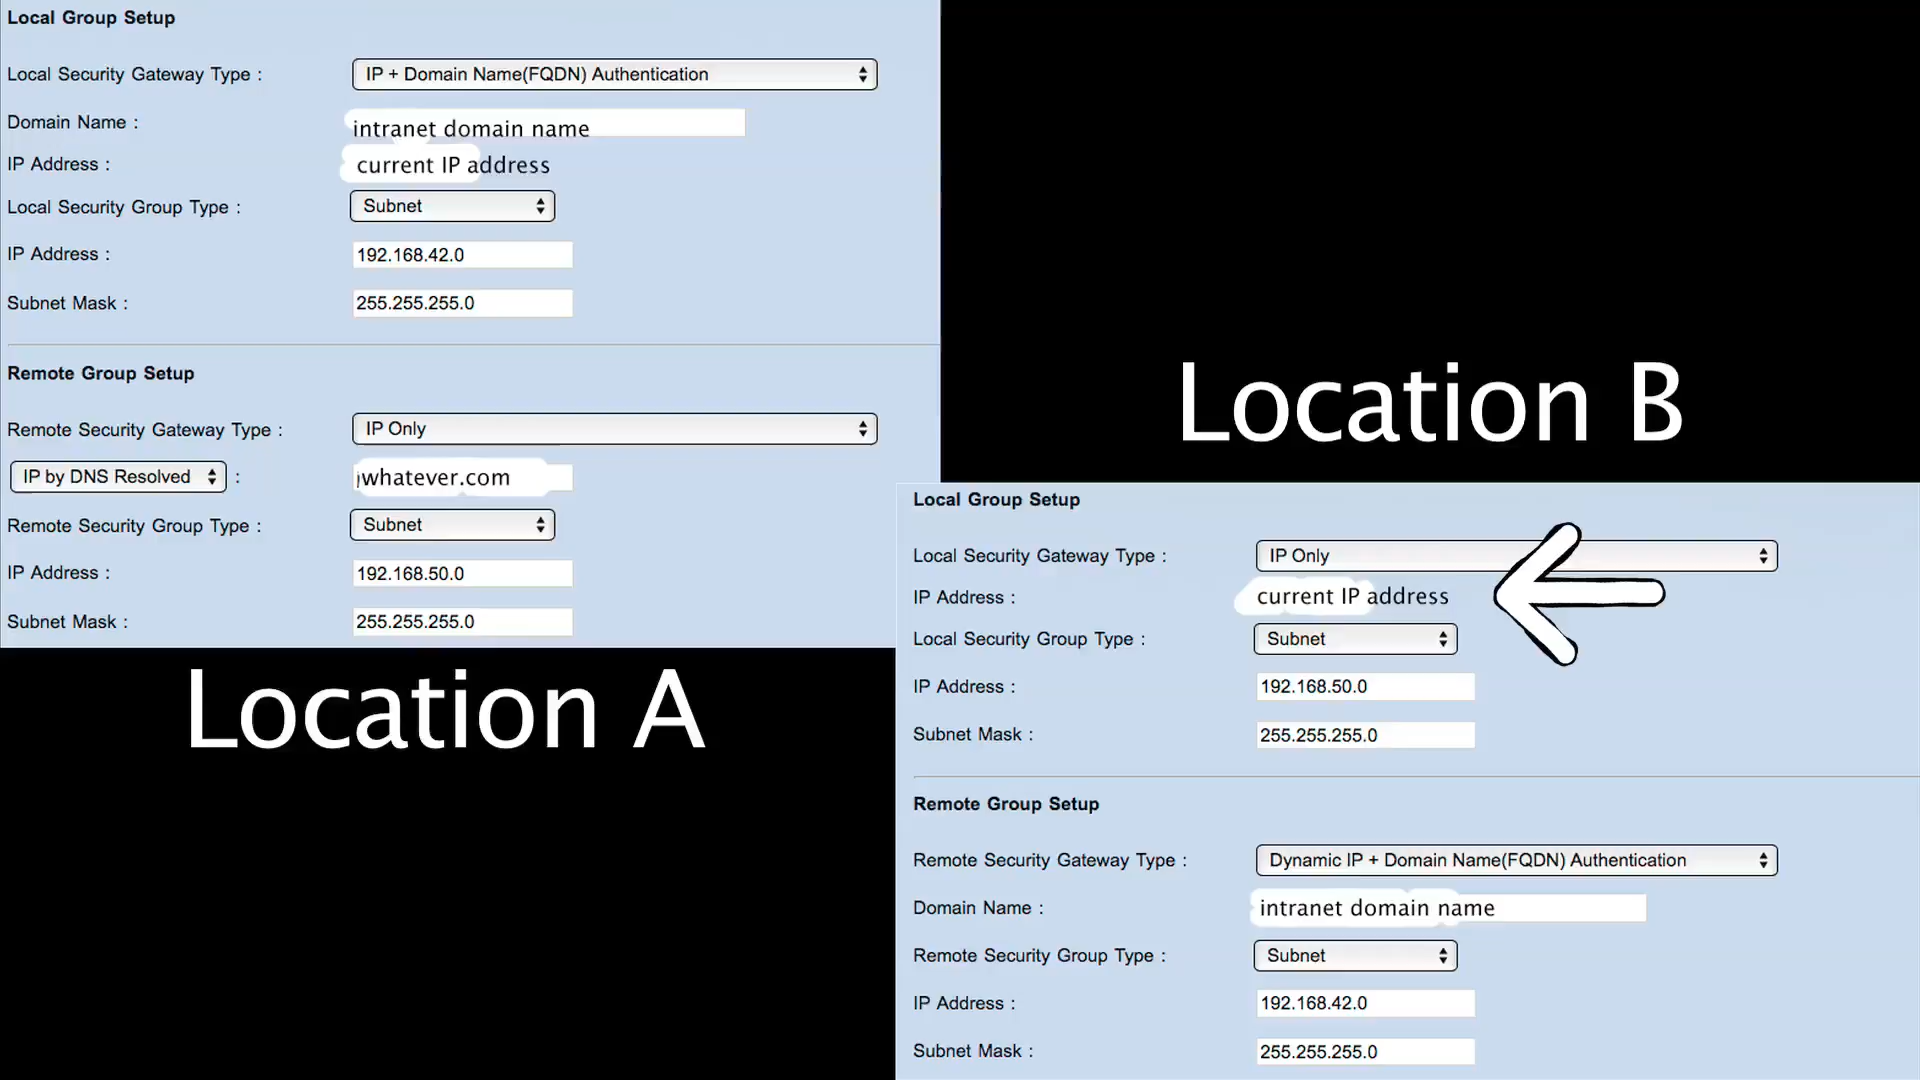 Local Group Setup
Local Security Gateway Type : IP + Domain Name(FQDN) Authentication
Domain Name : intranet domain name
IP Address : current IP address
Local Security Group Type : Subnet
IP Address : 192.168.42.0
Subnet Mask : 255.255.255.0
Remote Group Setup
Remote Security Gateway Type : IP Only
IP by DNS Resolved : whatever.com
Remote Security Group Type : Subnet
IP Address : 192.168.50.0
Subnet Mask : 255.255.255.0
Location A
Location B
Local Group Setup
Local Security Gateway Type : IP Only
IP Address : current IP address
Local Security Group Type : Subnet
IP Address : 192.168.50.0
Subnet Mask : 255.255.255.0
Remote Group Setup
Remote Security Gateway Type : Dynamic IP + Domain Name(FQDN) Authentication
Domain Name : intranet domain name
Remote Security Group Type : Subnet
IP Address : 192.168.42.0
Subnet Mask : 255.255.255.0